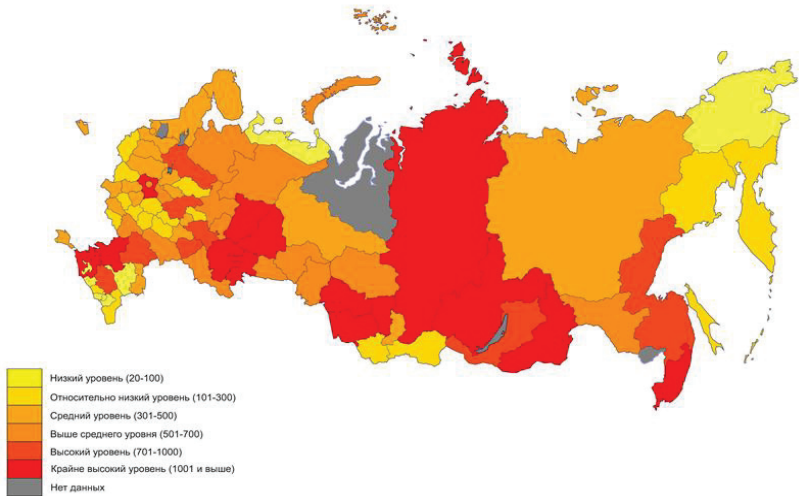 Низкий уровень (20-100)
Относительно низкий уровень (101-300)
Средний уровень (301-500)
Выше среднего уровня (501-700)
Высокий уровень (701-1000)
Крайне высокий уровень (1001 и выше)
Нет данных